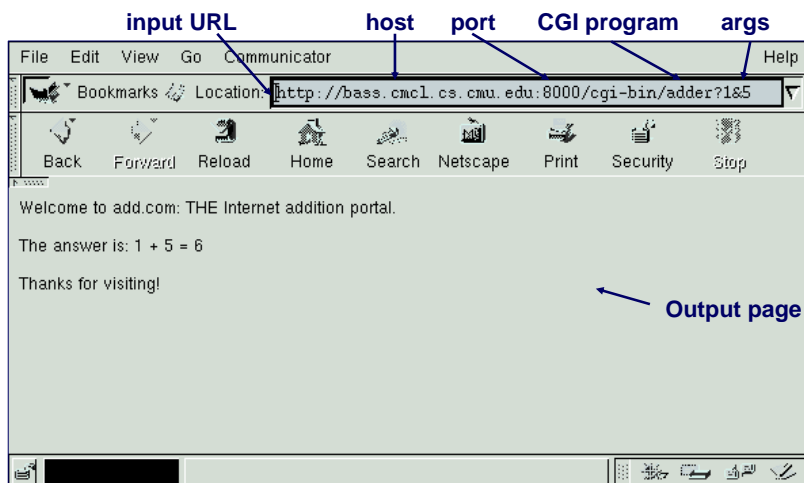 input URL host port CGI program args
File Edit View Go Communicator Help
Bookmarks Location: http://bass.cmcl.cs.cmu.edu:8000/cgi-bin/adder?1&5
Back Forward Reload Home Search Netscape Print Security Stop
Welcome to add.com: THE Internet addition portal.
The answer is: 1 + 5 = 6
Thanks for visiting!
Output page